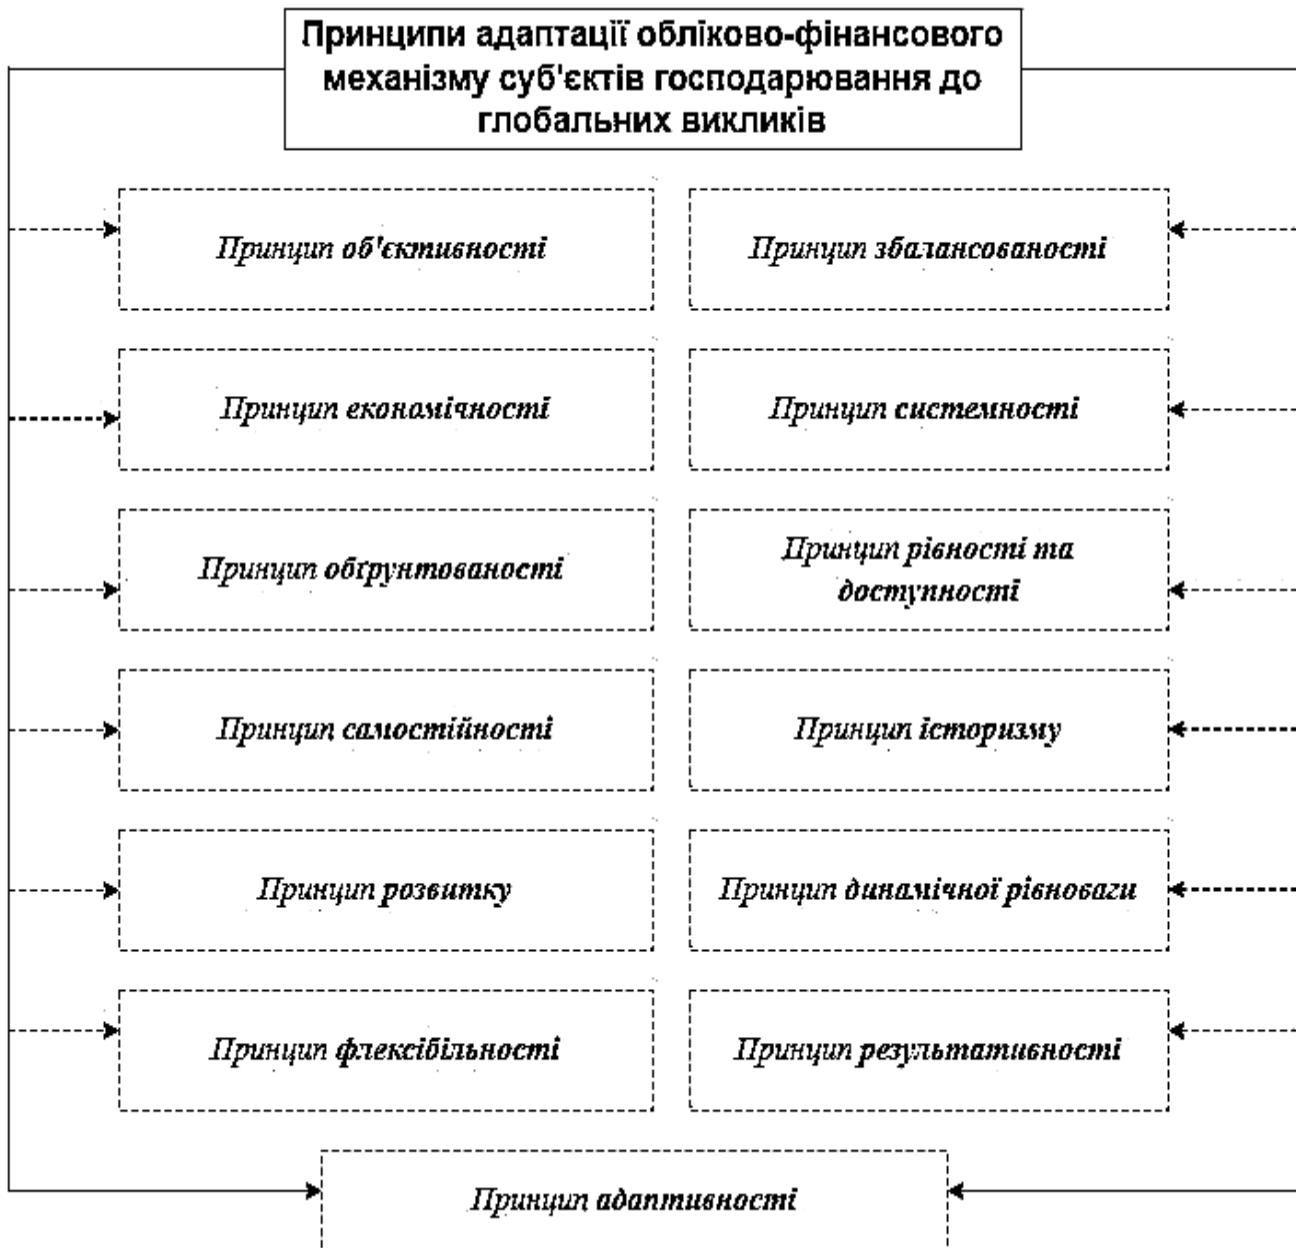 Принципи адаптації обліково-фінансового
механізму суб'єктів господарювання до
глобальних викликів
Принцип об'єктивності
Принцип збалансованості
Принцип економічності
Принцип системності
Принцип обґрунтованості
Принцип рівності та
доступності
Принцип самостійності
Принцип історизму
Принцип розвитку
Принцип динамічної рівноваги
Принцип флексібільності
Принцип результативності
Принцип адаптивності